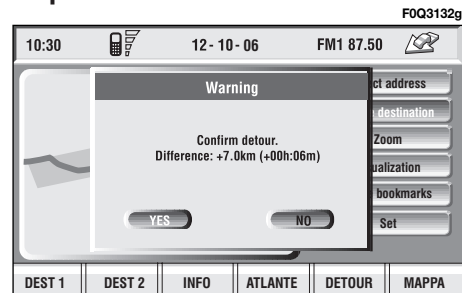 F0Q3132g
10:30 12- 10- 06 FM1 87.50
Warning
Confirm detour.
Difference: +7.0km (+00h:06m)
YES NO
ct address
destination
Zoom
ualization
bookmarks
Set
DEST 1 DEST 2 INFO ATLANTE DETOUR MAPPA